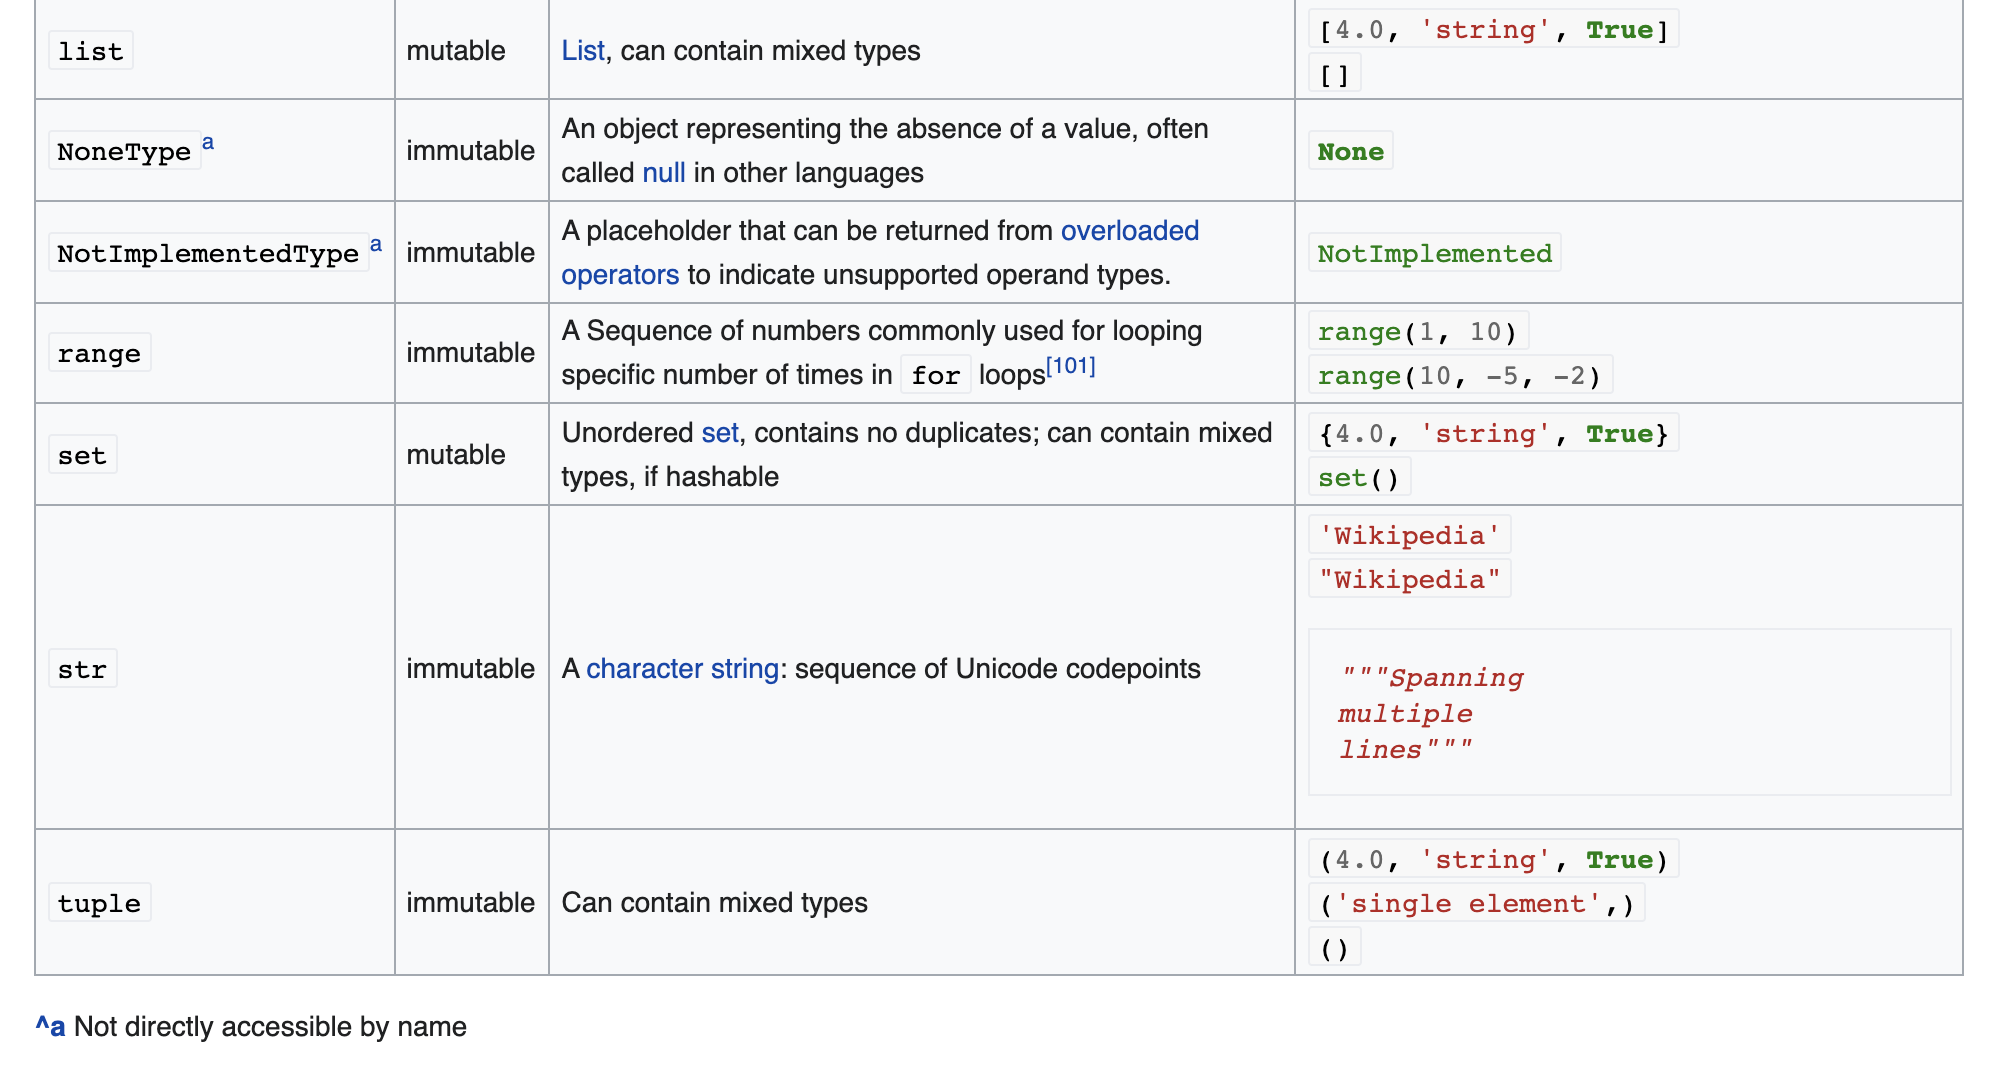 list mutable List, can contain mixed types [4.0, 'string', True]
[]
NoneType a immutable An object representing the absence of a value, often
called null in other languages None
NotImplementedType a immutable A placeholder that can be returned from overloaded
operators to indicate unsupported operand types. NotImplemented
range immutable A Sequence of numbers commonly used for looping
specific number of times in for loops[101] range(1, 10)
range(10, -5, -2)
set mutable Unordered set, contains no duplicates; can contain mixed
types, if hashable {4.0, 'string', True}
set()
str immutable A character string: sequence of Unicode codepoints 'Wikipedia'
"Wikipedia"
"""Spanning
multiple
lines"""
tuple immutable Can contain mixed types (4.0, 'string', True)
('single element',)
()
^a Not directly accessible by name